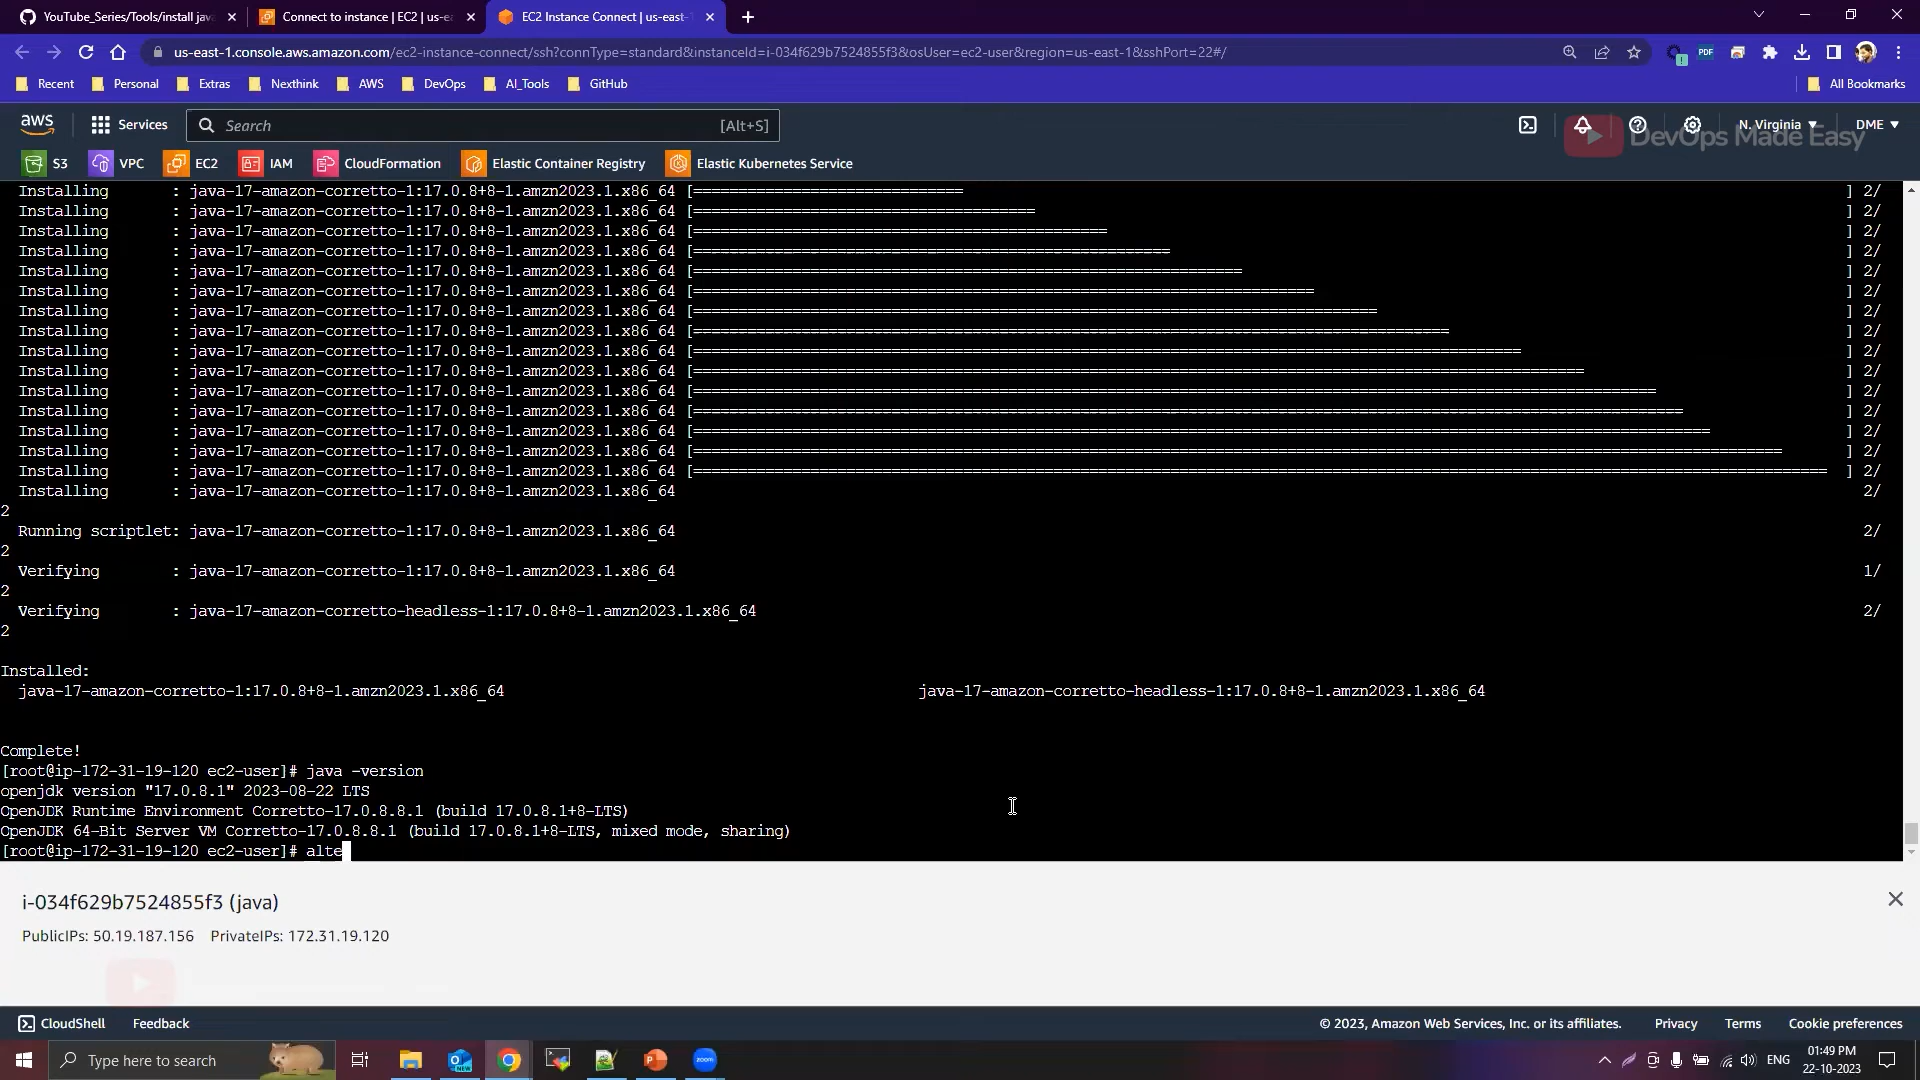 YouTube_Series/Tools/install jav
Connect to instance | EC2 | us-ea
EC2 Instance Connect | us-east-
us-east-1.console.aws.amazon.com/ec2-instance-connect/ssh?connType=standard&instanceId=i-034f629b7524855f3&osUser=ec2-user&region=us-east-1&sshPort=22#/
PDF
Recent Personal Extras Nexthink AWS DevOps AI_Tools GitHub All Bookmarks
aws Services Search [Alt+S] N. Virginia DME
DevOps Made Easy
S3 VPC EC2 IAM CloudFormation Elastic Container Registry Elastic Kubernetes Service
Installing : java-17-amazon-corretto-1:17.0.8+8-1.amzn2023.1.x86_64 [============================== ] 2/
Installing : java-17-amazon-corretto-1:17.0.8+8-1.amzn2023.1.x86_64 [====================================== ] 2/
Installing : java-17-amazon-corretto-1:17.0.8+8-1.amzn2023.1.x86_64 [============================================== ] 2/
Installing : java-17-amazon-corretto-1:17.0.8+8-1.amzn2023.1.x86_64 [===================================================== ] 2/
Installing : java-17-amazon-corretto-1:17.0.8+8-1.amzn2023.1.x86_64 [============================================================= ] 2/
Installing : java-17-amazon-corretto-1:17.0.8+8-1.amzn2023.1.x86_64 [===================================================================== ] 2/
Installing : java-17-amazon-corretto-1:17.0.8+8-1.amzn2023.1.x86_64 [============================================================================ ] 2/
Installing : java-17-amazon-corretto-1:17.0.8+8-1.amzn2023.1.x86_64 [==================================================================================== ] 2/
Installing : java-17-amazon-corretto-1:17.0.8+8-1.amzn2023.1.x86_64 [============================================================================================ ] 2/
Installing : java-17-amazon-corretto-1:17.0.8+8-1.amzn2023.1.x86_64 [=================================================================================================== ] 2/
Installing : java-17-amazon-corretto-1:17.0.8+8-1.amzn2023.1.x86_64 [=========================================================================================================== ] 2/
Installing : java-17-amazon-corretto-1:17.0.8+8-1.amzn2023.1.x86_64 [============================================================================================================== ] 2/
Installing : java-17-amazon-corretto-1:17.0.8+8-1.amzn2023.1.x86_64 [================================================================================================================= ] 2/
Installing : java-17-amazon-corretto-1:17.0.8+8-1.amzn2023.1.x86_64 [========================================================================================================================= ] 2/
Installing : java-17-amazon-corretto-1:17.0.8+8-1.amzn2023.1.x86_64 [============================================================================================================================== ] 2/
Installing : java-17-amazon-corretto-1:17.0.8+8-1.amzn2023.1.x86_64 2/
2
Running scriptlet: java-17-amazon-corretto-1:17.0.8+8-1.amzn2023.1.x86_64 2/
2
Verifying : java-17-amazon-corretto-1:17.0.8+8-1.amzn2023.1.x86_64 1/
2
Verifying : java-17-amazon-corretto-headless-1:17.0.8+8-1.amzn2023.1.x86_64 2/
2
Installed:
java-17-amazon-corretto-1:17.0.8+8-1.amzn2023.1.x86_64 java-17-amazon-corretto-headless-1:17.0.8+8-1.amzn2023.1.x86_64
Complete!
[root@ip-172-31-19-120 ec2-user]# java -version
openjdk version "17.0.8.1" 2023-08-22 LTS
OpenJDK Runtime Environment Corretto-17.0.8.8.1 (build 17.0.8.1+8-LTS)
OpenJDK 64-Bit Server VM Corretto-17.0.8.8.1 (build 17.0.8.1+8-LTS, mixed mode, sharing)
[root@ip-172-31-19-120 ec2-user]# alte
i-034f629b7524855f3 (java)
PublicIPs: 50.19.187.156 PrivateIPs: 172.31.19.120
CloudShell Feedback © 2023, Amazon Web Services, Inc. or its affiliates. Privacy Terms Cookie preferences
Type here to search
zoom
ENG
01:49 PM
22-10-2023